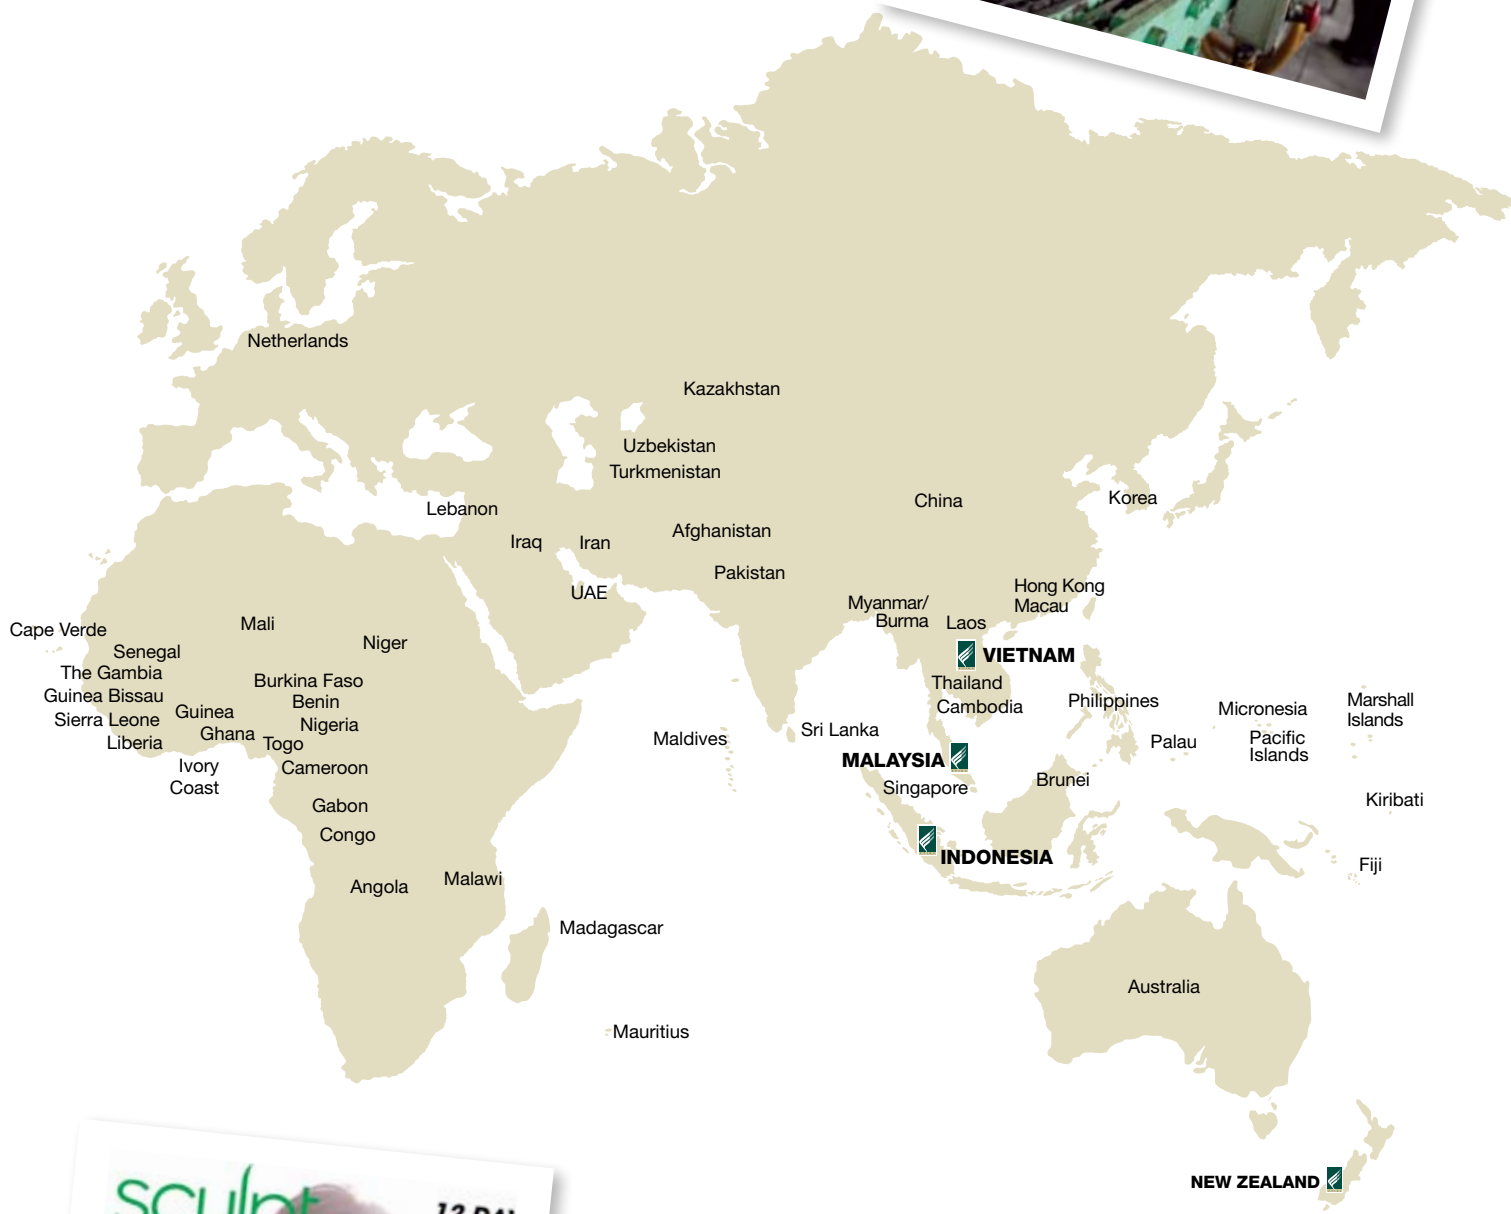 Netherlands
Kazakhstan
Uzbekistan
Turkmenistan
Lebanon
China
Korea
Iraq
Iran
Afghanistan
Pakistan
UAE
Hong Kong
Macau
Myanmar/
Burma
Laos
Cape Verde
Mali
Niger
Senegal
The Gambia
Guinea Bissau
Sierra Leone
Liberia
Guinea
Ghana
Burkina Faso
Benin
Nigeria
Togo
Ivory
Coast
Cameroon
Gabon
Congo
Angola
Malawi
Madagascar
Mauritius
Maldives
Sri Lanka
VIETNAM
Thailand
Cambodia
Philippines
MALAYSIA
Singapore
Brunei
INDONESIA
Palau
Micronesia
Pacific
Islands
Marshall
Islands
Kiribati
Fiji
Australia
NEW ZEALAND
sculpt
12 DAY